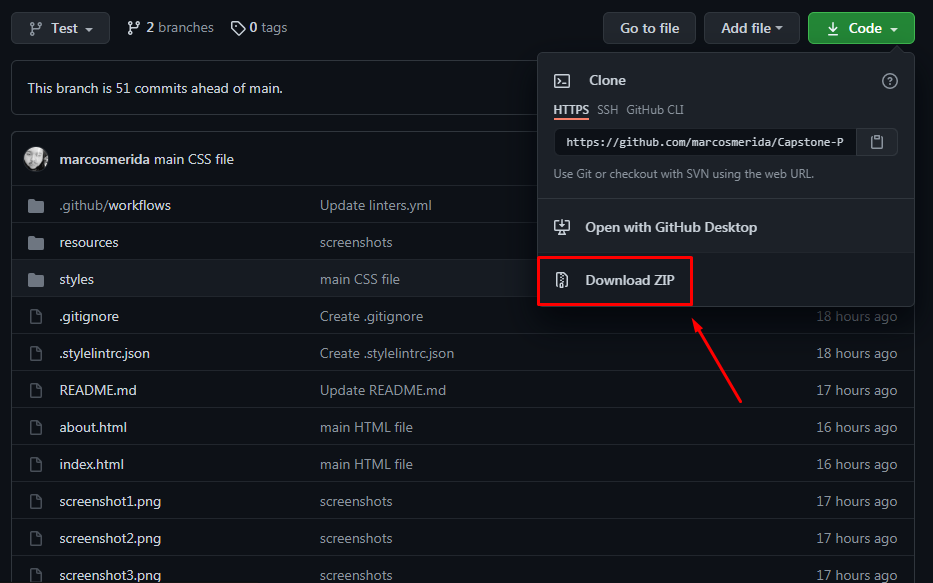 Test 2 branches 0 tags Go to file Add file Code
This branch is 51 commits ahead of main.
Clone
HTTPS SSH GitHub CLI
https://github.com/marcosmerida/Capstone-P
Use Git or checkout with SVN using the web URL.
Open with GitHub Desktop
Download ZIP
marcosmerida main CSS file
.github/workflows Update linters.yml
resources screenshots
styles main CSS file
.gitignore Create .gitignore 18 hours ago
.stylelintrc.json Create .stylelintrc.json 18 hours ago
README.md Update README.md 17 hours ago
about.html main HTML file 16 hours ago
index.html main HTML file 16 hours ago
screenshot1.png screenshots 17 hours ago
screenshot2.png screenshots 17 hours ago
screenshot3.png screenshots 17 hours ago